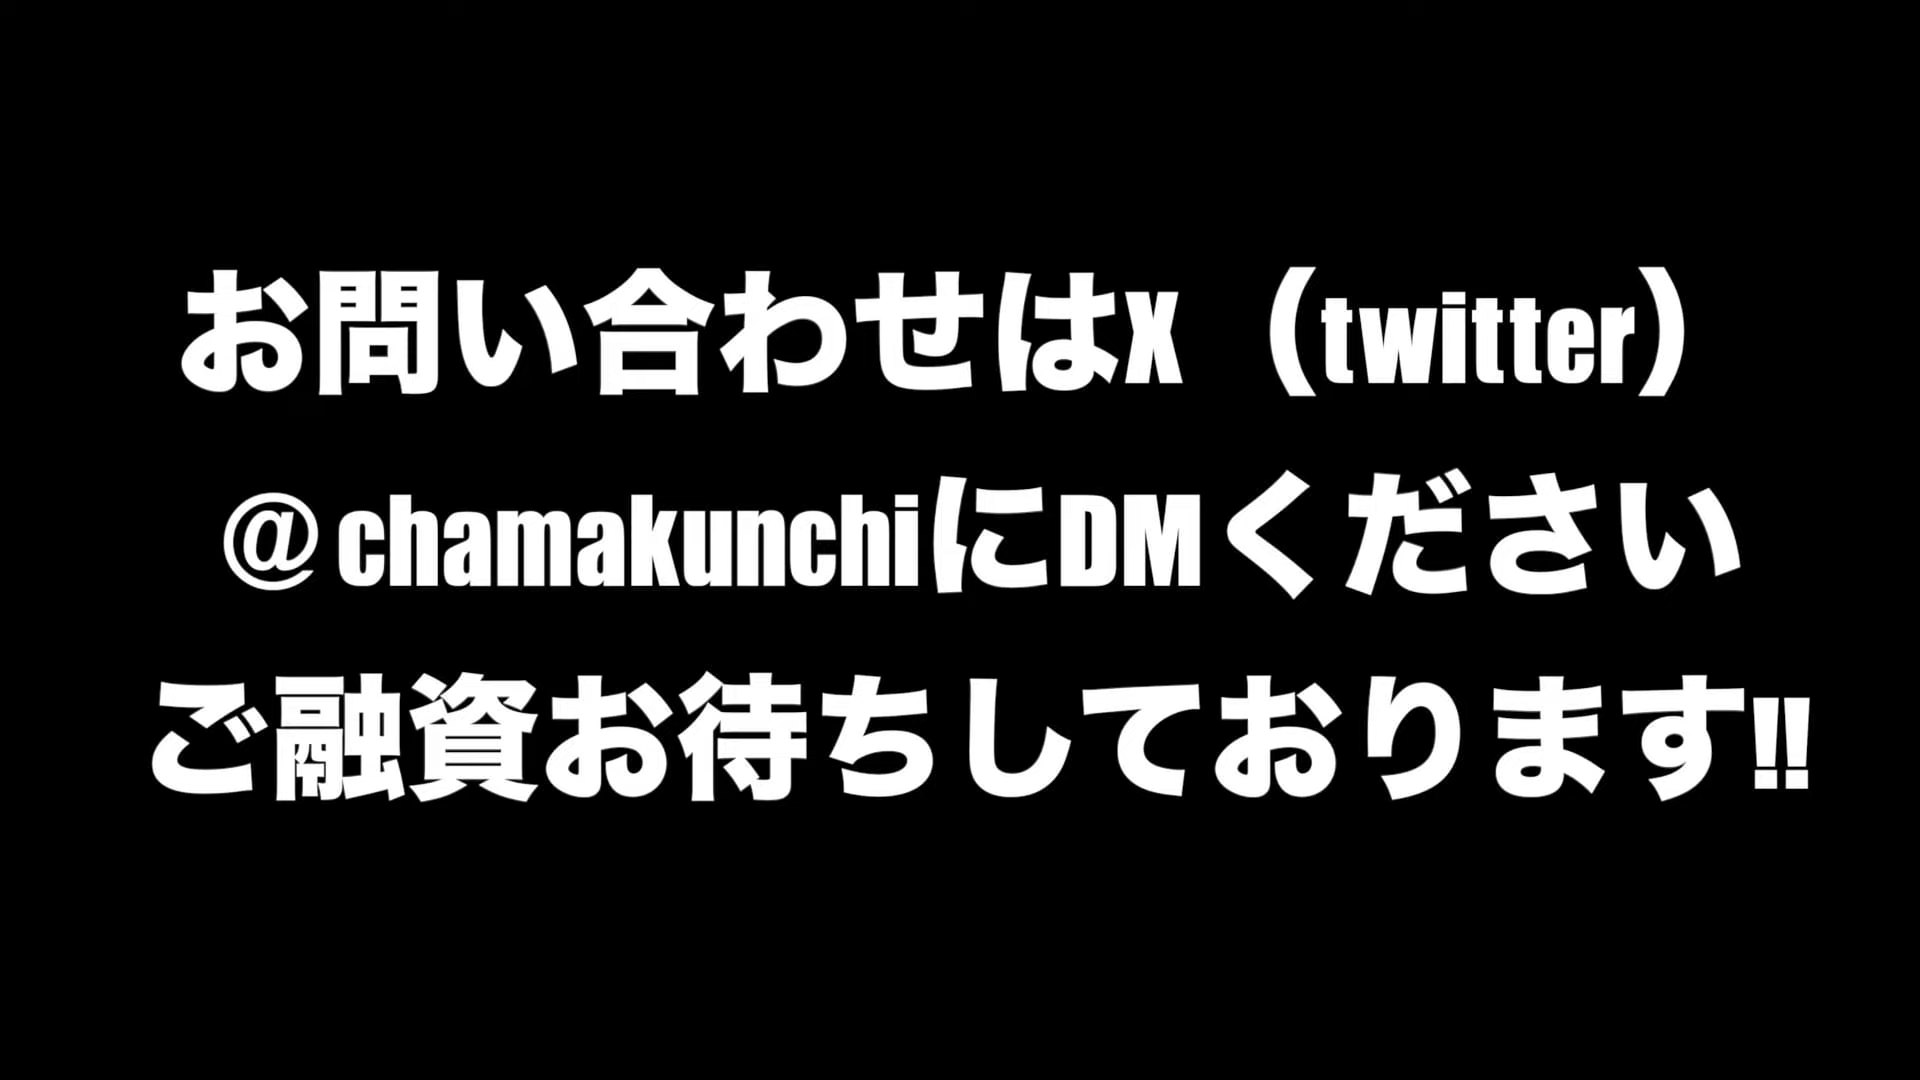 お問い合わせはX（twitter）
@chamakunchiにDMください
ご融資お待ちしております!!